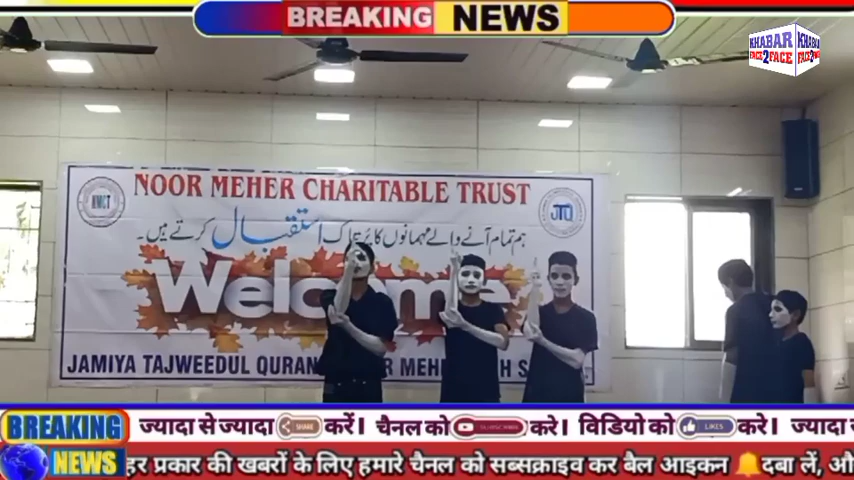 BREAKING NEWS
KHABAR
FACE2FACE
NOOR MEHER CHARITABLE TRUST
NMCT
JTQ
ہم تمام آنے والے مہمانوں کا پُرتپاک استقبال کرتے ہیں۔
Welcome
JAMIYA TAJWEEDUL QURAN
BREAKING
NEWS
ज्यादा से ज्यादा SHARE करें। चैनल को SUBSCRIBE करे। विडियो को LIKES करे। ज्यादा
हर प्रकार की खबरों के लिए हमारे चैनल को सब्सक्राइव कर बैल आइकन 🔔दबा लें, औ